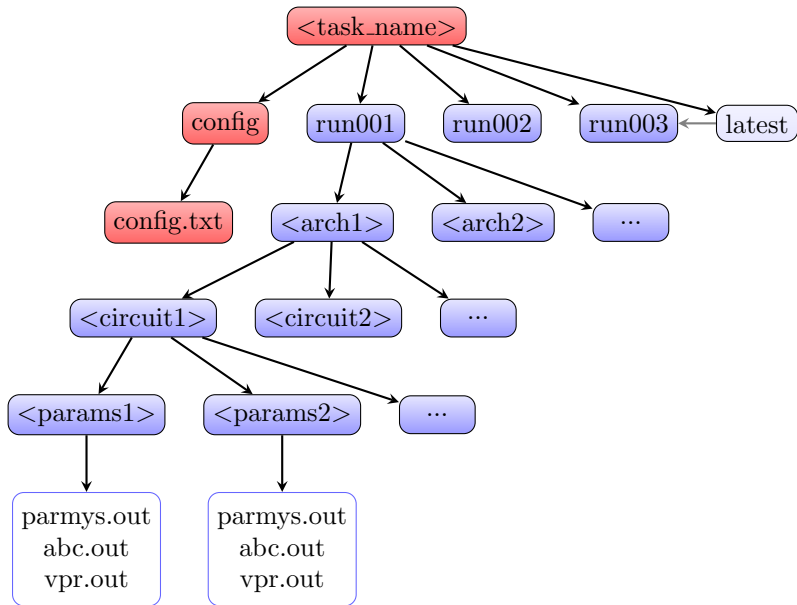 <task_name>
config
run001
run002
run003
latest
config.txt
<arch1>
<arch2>
...
<circuit1>
<circuit2>
...
<params1>
<params2>
...
parmys.out
abc.out
vpr.out
parmys.out
abc.out
vpr.out